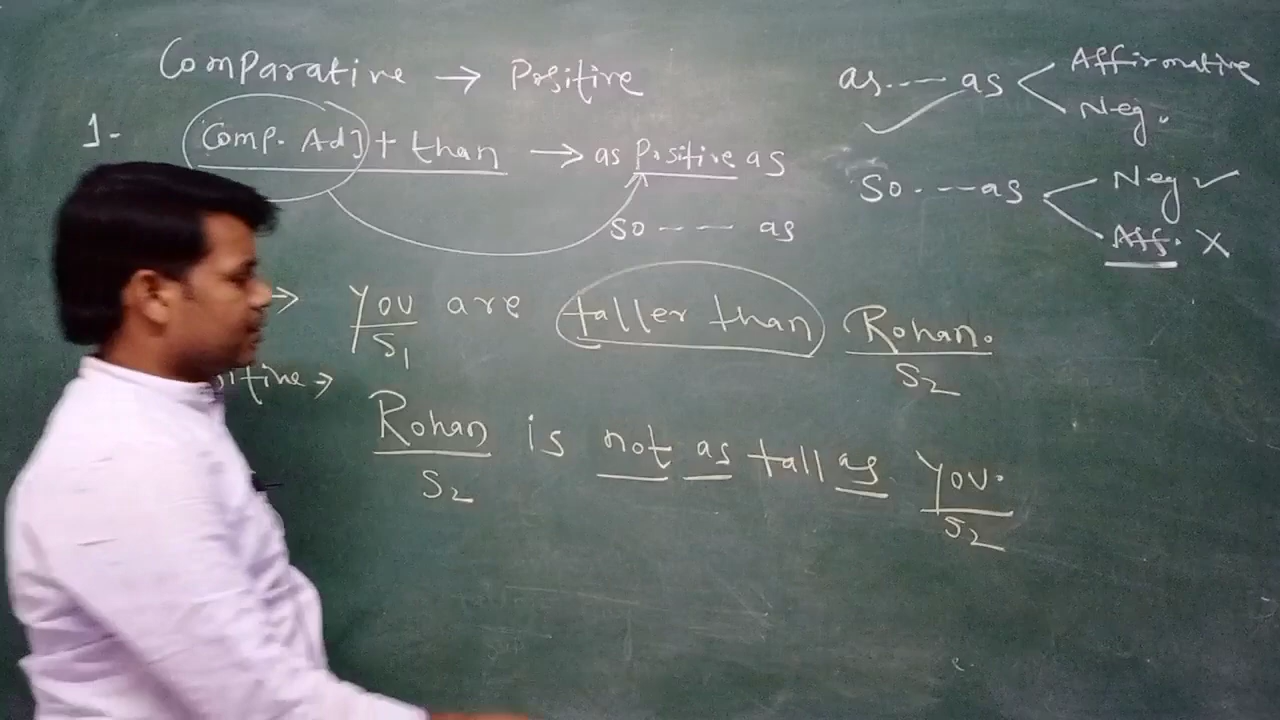 Comparative → Positive
1- Comp. Adj + than → as Positive as
so --- as
→ You are taller than Rohan.
S1 S2
→
Rohan is not as tall as You.
S2 S2
as..-- as < Affirmative
Neg.
So.--as < Neg ✓
Aff. X